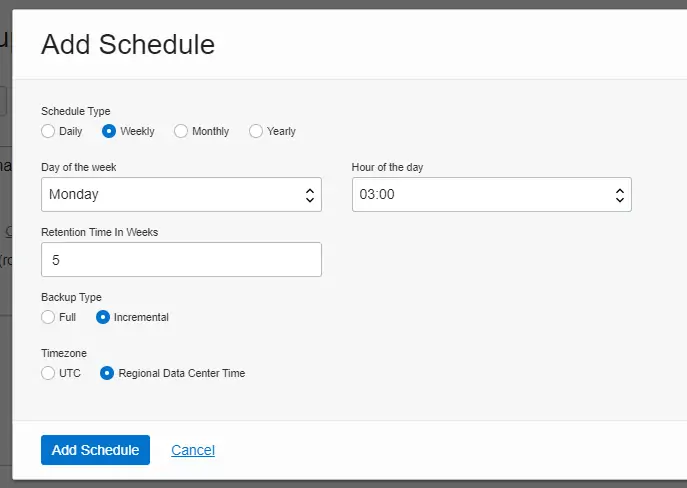 Add Schedule
Schedule Type
Daily Weekly Monthly Yearly
Day of the week Hour of the day
Monday 03:00
Retention Time In Weeks
5
Backup Type
Full Incremental
Timezone
UTC Regional Data Center Time
Add Schedule Cancel